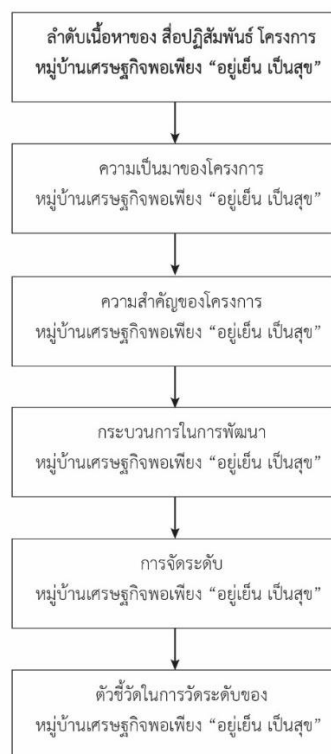 ลำดับเนื้อหาของ สื่อปฏิสัมพันธ์ โครงการ
หมู่บ้านเศรษฐกิจพอเพียง “อยู่เย็น เป็นสุข”
ความเป็นมาของโครงการ
หมู่บ้านเศรษฐกิจพอเพียง “อยู่เย็น เป็นสุข”
ความสำคัญของโครงการ
หมู่บ้านเศรษฐกิจพอเพียง “อยู่เย็น เป็นสุข”
กระบวนการในการพัฒนา
หมู่บ้านเศรษฐกิจพอเพียง “อยู่เย็น เป็นสุข”
การจัดระดับ
หมู่บ้านเศรษฐกิจพอเพียง “อยู่เย็น เป็นสุข”
ตัวชี้วัดในการวัดระดับของ
หมู่บ้านเศรษฐกิจพอเพียง “อยู่เย็น เป็นสุข”